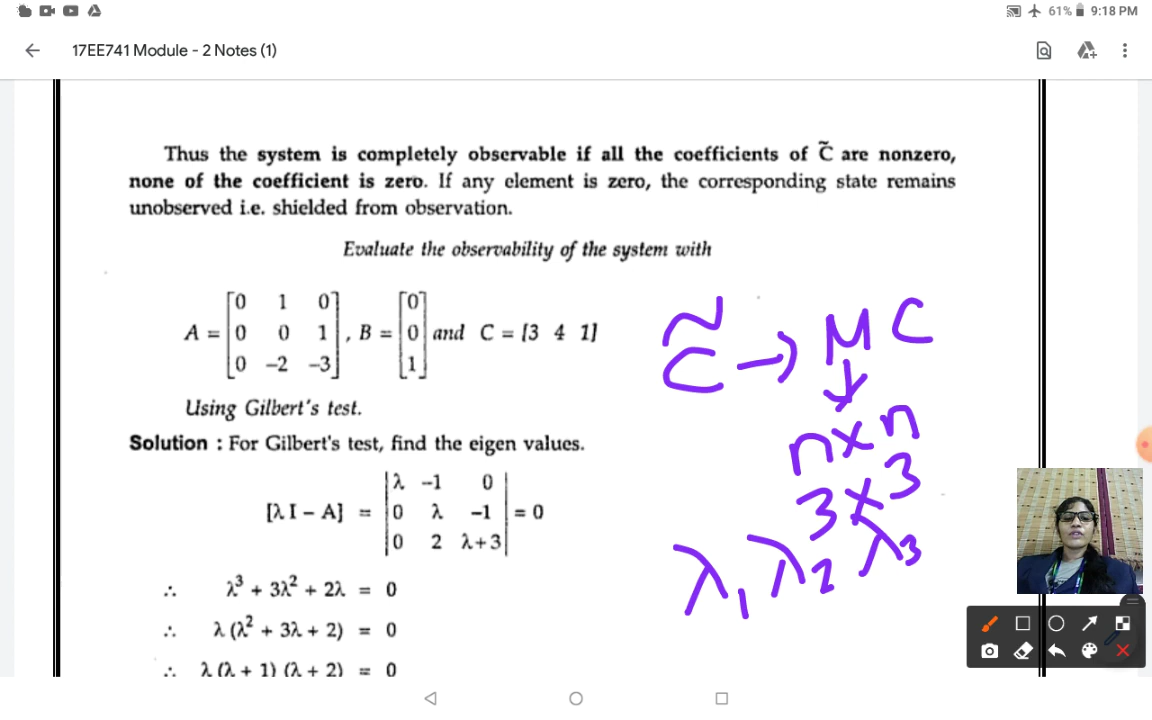 61% 9:18 PM
17EE741 Module - 2 Notes (1)
Thus the system is completely observable if all the coefficients of C̃ are nonzero,
none of the coefficient is zero. If any element is zero, the corresponding state remains
unobserved i.e. shielded from observation.
Evaluate the observability of the system with
A = [0 1 0; 0 0 1; 0 -2 -3], B = [0; 0; 1] and C = [3 4 1]
Using Gilbert's test.
Solution : For Gilbert's test, find the eigen values.
[λ I – A] = |λ -1 0; 0 λ -1; 0 2 λ+3| = 0
∴ λ³ + 3λ² + 2λ = 0
∴ λ (λ² + 3λ + 2) = 0
∴ λ (λ + 1) (λ + 2) = 0
C̃ → M C
↓
n×n
3×3
λ1 λ2 λ3